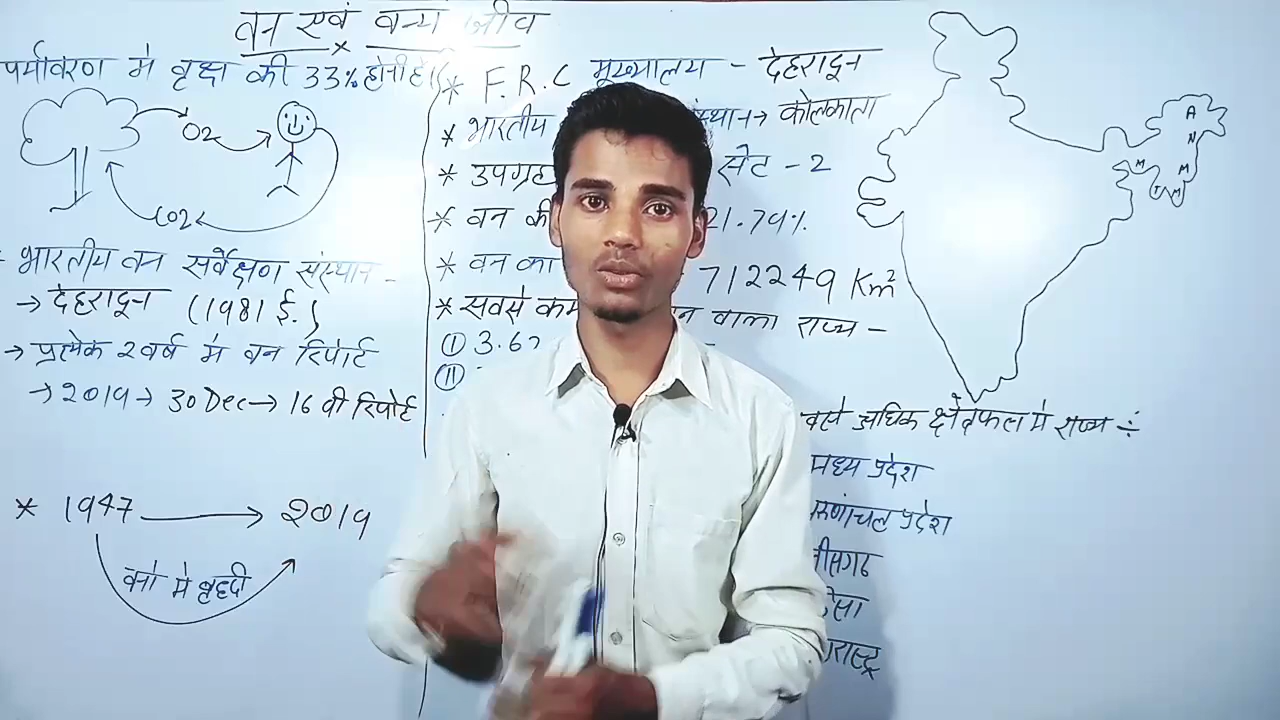 वन एवं वन्य जीव
पर्यावरण में वृक्ष की 33% होनी है।
O2
CO2
भारतीय वन सर्वेक्षण संस्थान -
→ देहरादून (1981 ई.)
→ प्रत्येक 2 वर्ष में वन रिपोर्ट
→ 2019 → 30 Dec → 16 वी रिपोर्ट
* 1947 → 2019
वनो मे
* F.R.C मुख्यालय - देहरादून
* भारतीय → कोलकाता
* उपग्रह सेट - 2
* वन की 21.74%
* वन का 712249 Km²
* सबसे कम वाला राज्य -
(I) 3.6
(II)
A
N
M
M
T
M
अधिक क्षेत्रफल मे राज्य ÷
मध्य प्रदेश
प्रदेश